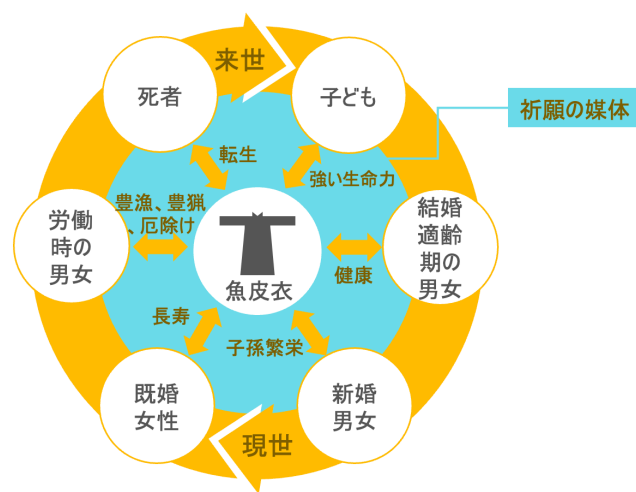 来世
死者
子ども
祈願の媒体
転生
強い生命力
豊漁、豊猟
、厄除け
労働
時の
男女
結婚
適齢
期の
男女
魚皮衣
健康
長寿
子孫繁栄
既婚
女性
新婚
男女
現世